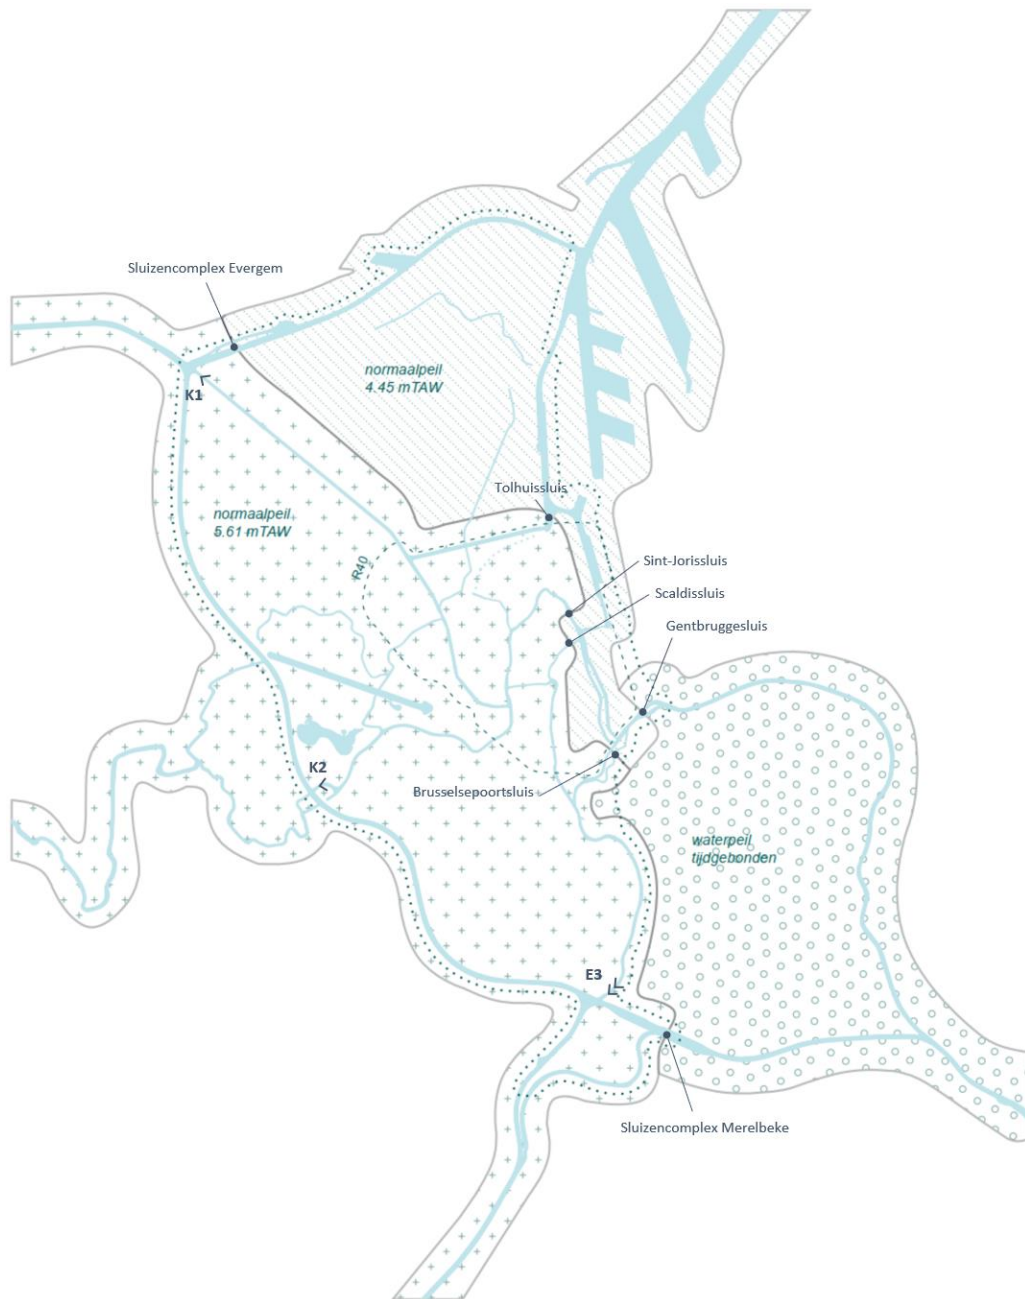 Sluizencomplex Evergem
normaalpeil
4.45 mTAW
K1
Tolhuissluis
normaalpeil
5.61 mTAW
R40
Sint-Jorissluis
Scaldissluis
Gentbruggesluis
K2
Brusselsepoortsluis
waterpeil
tijdgebonden
E3
Sluizencomplex Merelbeke